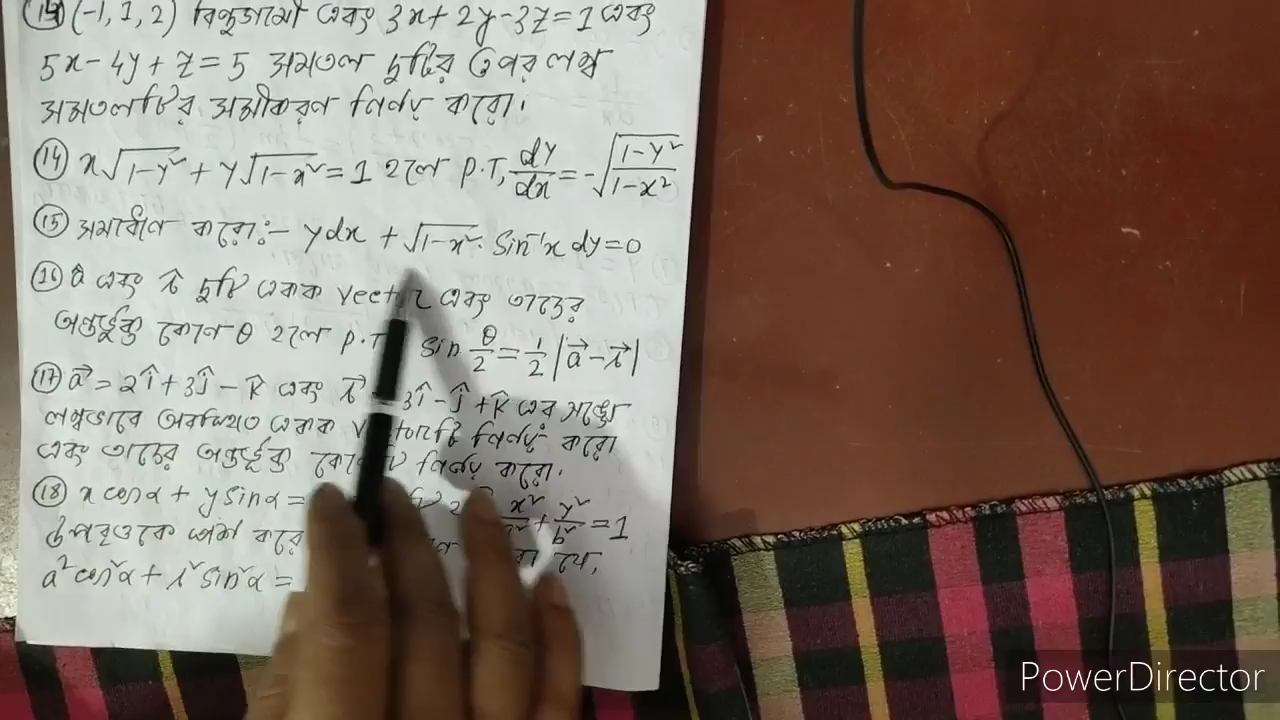 (-1, 1, 2) বিন্দুগামী এবং 3x + 2y - 3z = 1 এবং
5x - 4y + z = 5 সমতল দুটির উপর লম্ব
সমতলটির সমীকরণ নির্ণয় করো।
⑭ x√(1-y²) + y√(1-x²) = 1 হলে P.T, dy/dx = -√((1-y²)/(1-x²))
⑮ সমাধান করো:- ydx + √(1-x²). Sin⁻¹x dy = 0
⑯ â এবং b̂ দুটি একক vector এবং তাদের
অন্তর্ভুক্ত কোণ θ হলে P.T Sin θ/2 = 1/2 |a⃗ - b⃗|
⑰ a⃗ = 2î + 3ĵ - k̂ এবং b⃗ 3î - ĵ + k̂ এর সঙ্গে
লম্বভাবে অবস্থিত একক নির্ণয় করো
এবং তাদের অন্তর্ভুক্ত নির্ণয় করো।
⑱ x cosα + y sinα = x² + y²/b² = 1
উপবৃত্তকে স্পর্শ যে,
a² cos²α + b² sin²α =
PowerDirector